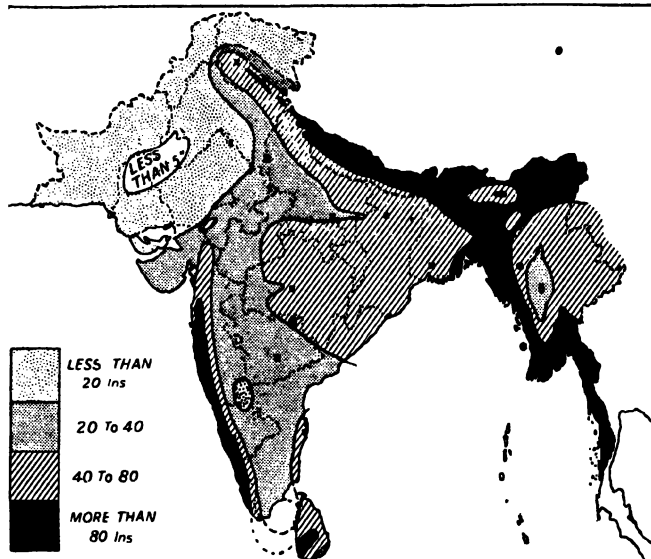 LESS
THAN 5"
LESS THAN
20 Ins
20 To 40
40 To 80
MORE THAN
80 Ins